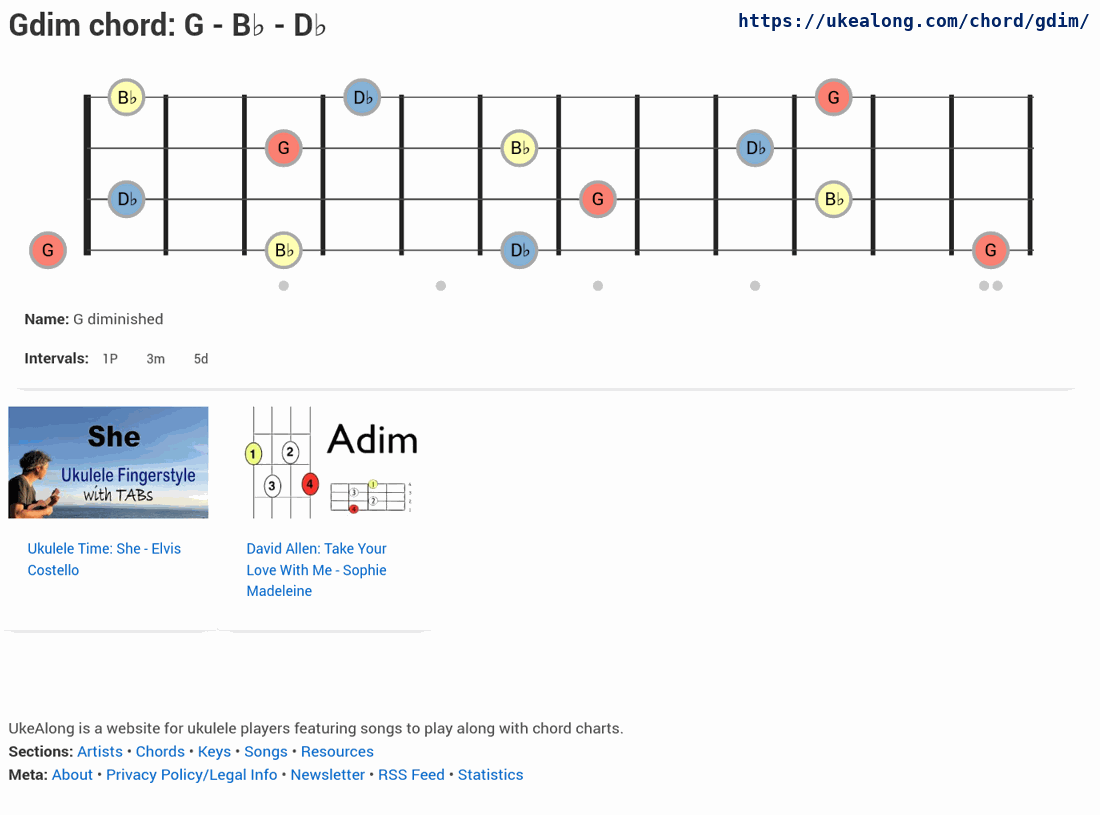 Gdim chord: G - B♭ - D♭
https://ukealong.com/chord/gdim/
B♭ D♭ G
G B♭ D♭
D♭ G B♭
G B♭ D♭ G
Name: G diminished
Intervals: 1P 3m 5d
She
Ukulele Fingerstyle
with TABs
Adim
1 2
3 4
Ukulele Time: She - Elvis
Costello
David Allen: Take Your
Love With Me - Sophie
Madeleine
UkeAlong is a website for ukulele players featuring songs to play along with chord charts.
Sections: Artists • Chords • Keys • Songs • Resources
Meta: About • Privacy Policy/Legal Info • Newsletter • RSS Feed • Statistics